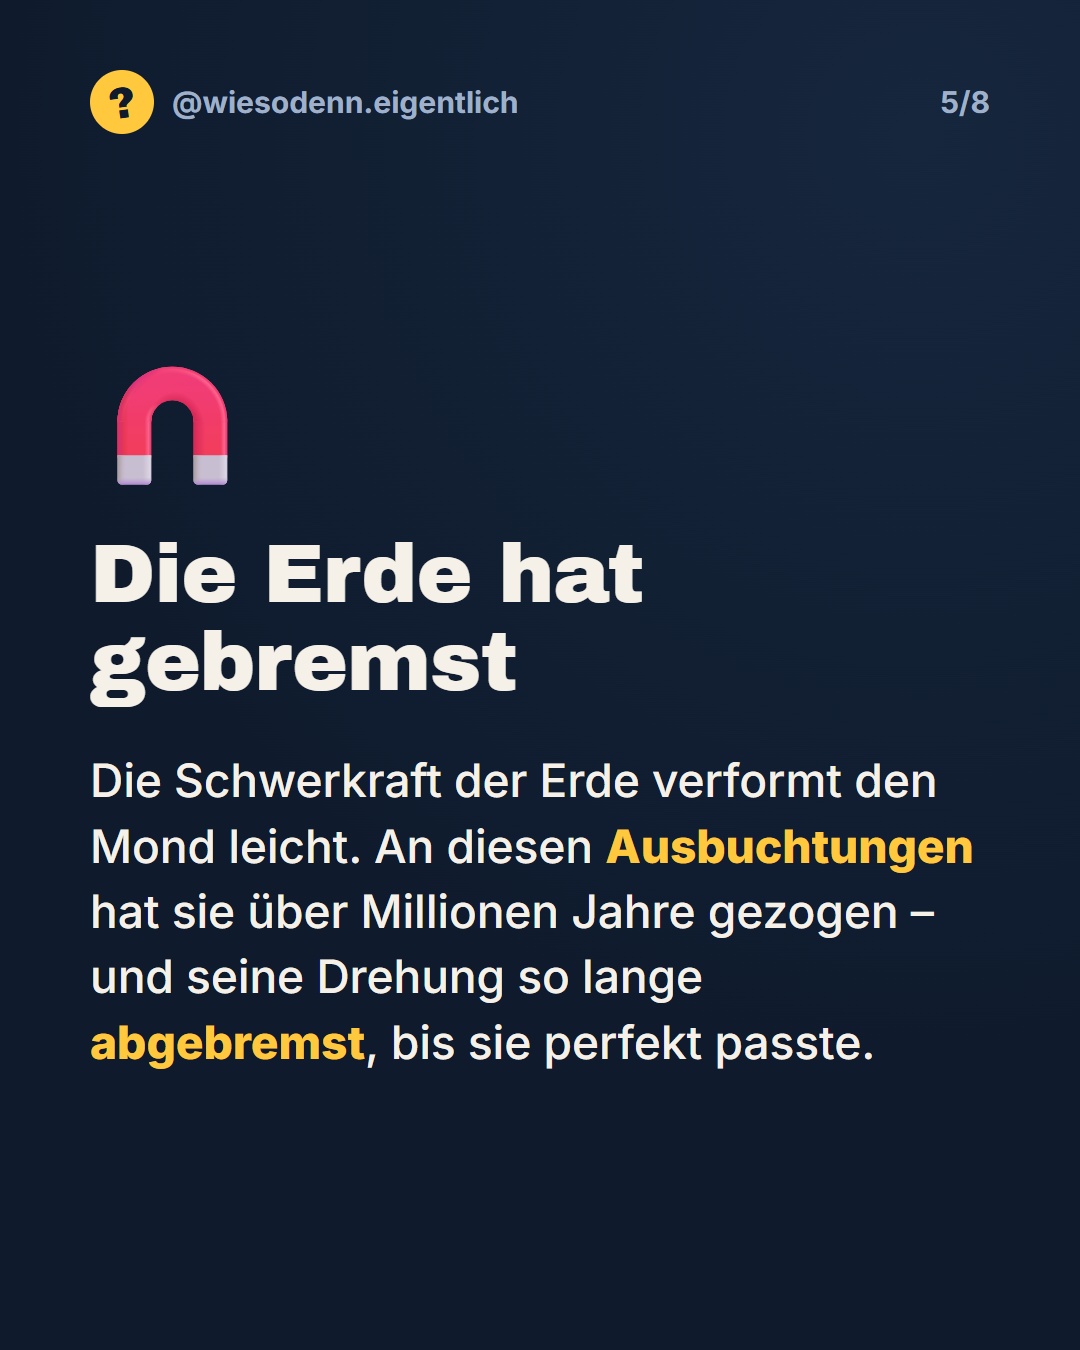 ?
@wiesodenn.eigentlich
5/8
Die Erde hat
gebremst
Die Schwerkraft der Erde verformt den
Mond leicht. An diesen Ausbuchtungen
hat sie über Millionen Jahre gezogen –
und seine Drehung so lange
abgebremst, bis sie perfekt passte.